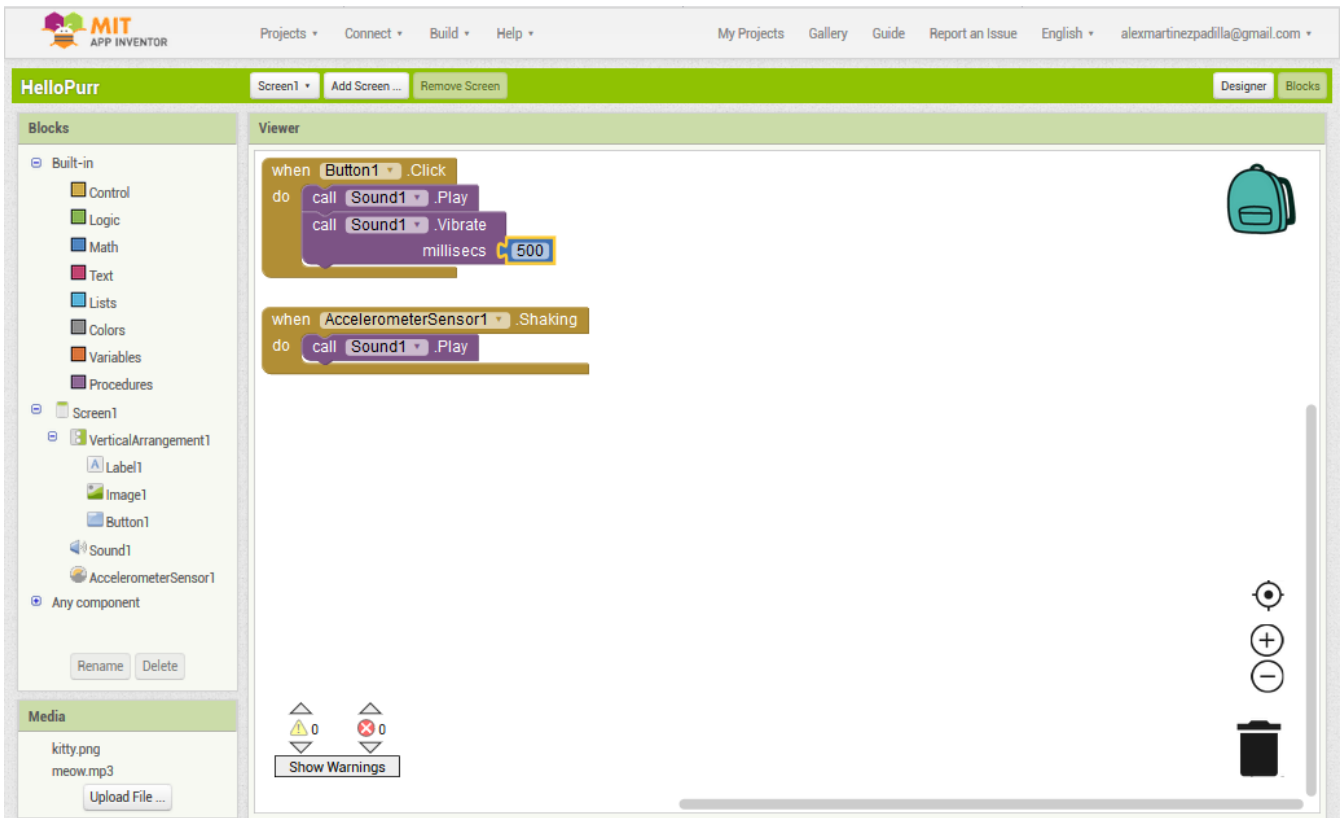 MIT
APP INVENTOR
Projects Connect Build Help My Projects Gallery Guide Report an Issue English alexmartinezpadilla@gmail.com
HelloPurr Screen1 Add Screen ... Remove Screen Designer Blocks
Blocks
Built-in
Control
Logic
Math
Text
Lists
Colors
Variables
Procedures
Screen1
VerticalArrangement1
Label1
Image1
Button1
Sound1
AccelerometerSensor1
Any component
Rename Delete
Media
kitty.png
meow.mp3
Upload File ...
Viewer
when Button1 .Click
do call Sound1 .Play
call Sound1 .Vibrate
millisecs 500
when AccelerometerSensor1 .Shaking
do call Sound1 .Play
0 0
Show Warnings